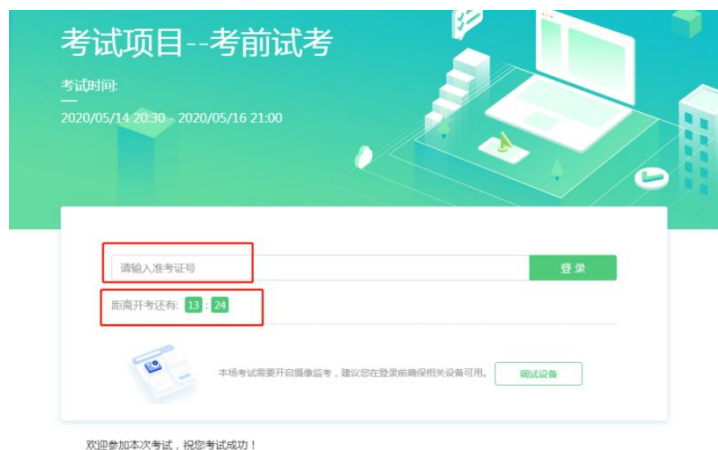 考试项目--考前试考
考试时间:
2020/05/14 20:30 - 2020/05/16 21:00
请输入准考证号
登录
距离开考还有: 13 : 24
本场考试需要开启摄像监考，建议您在登录前确保相关设备可用。
调试设备
欢迎参加本次考试，祝您考试成功！